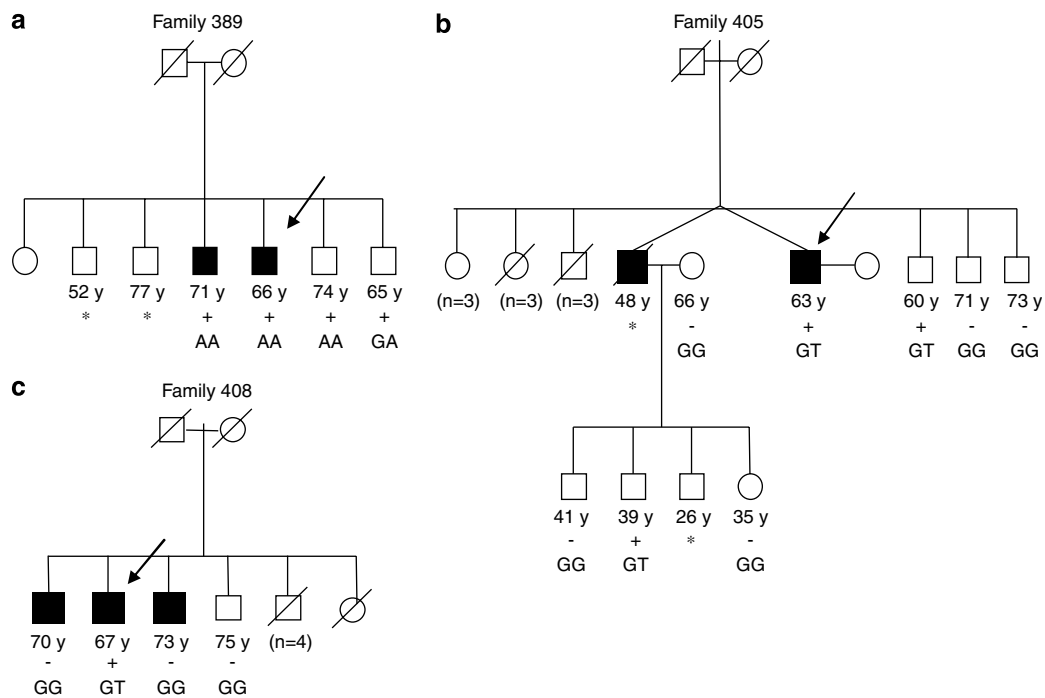 a
Family 389
52 y 77 y 71 y 66 y 74 y 65 y
* * + + + +
AA AA AA GA
b
Family 405
(n=3) (n=3) (n=3) 48 y 66 y 63 y 60 y 71 y 73 y
* - + + - -
GG GT GT GG GG
41 y 39 y 26 y 35 y
- + * -
GG GT GG
c
Family 408
70 y 67 y 73 y 75 y (n=4)
- + - -
GG GT GG GG